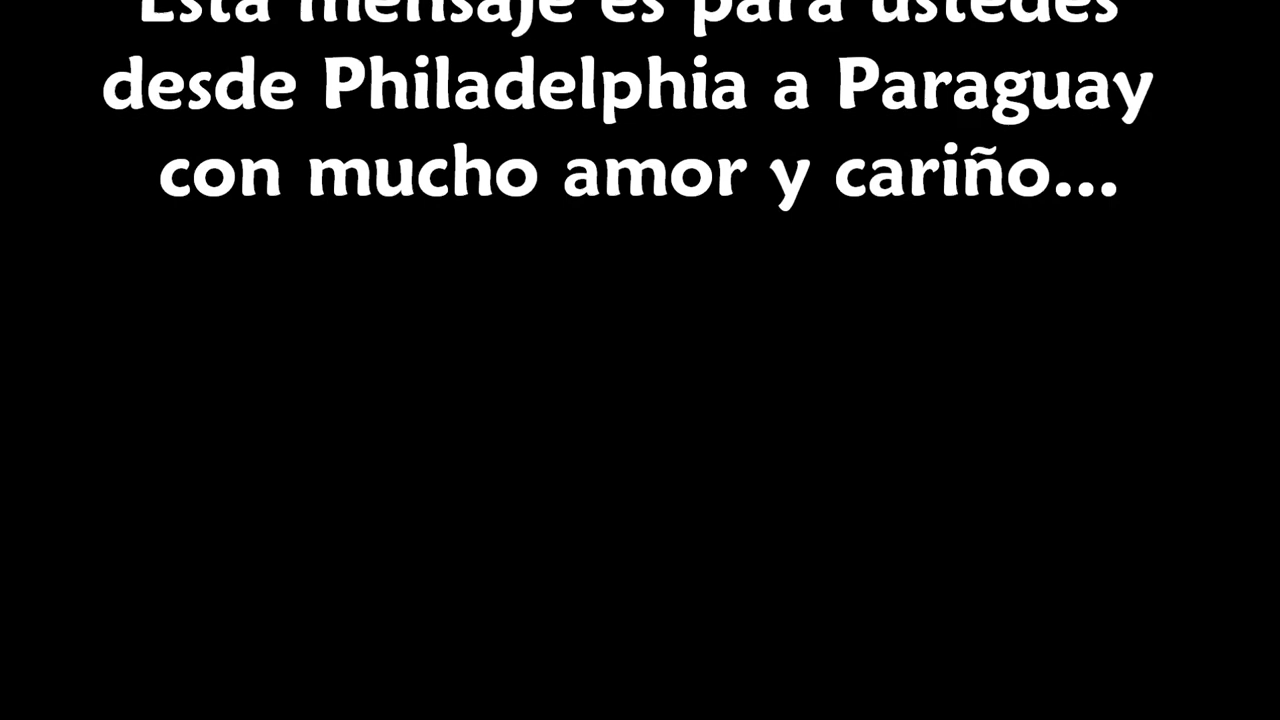 Esta mensaje es para ustedes
desde Philadelphia a Paraguay
con mucho amor y cariño...